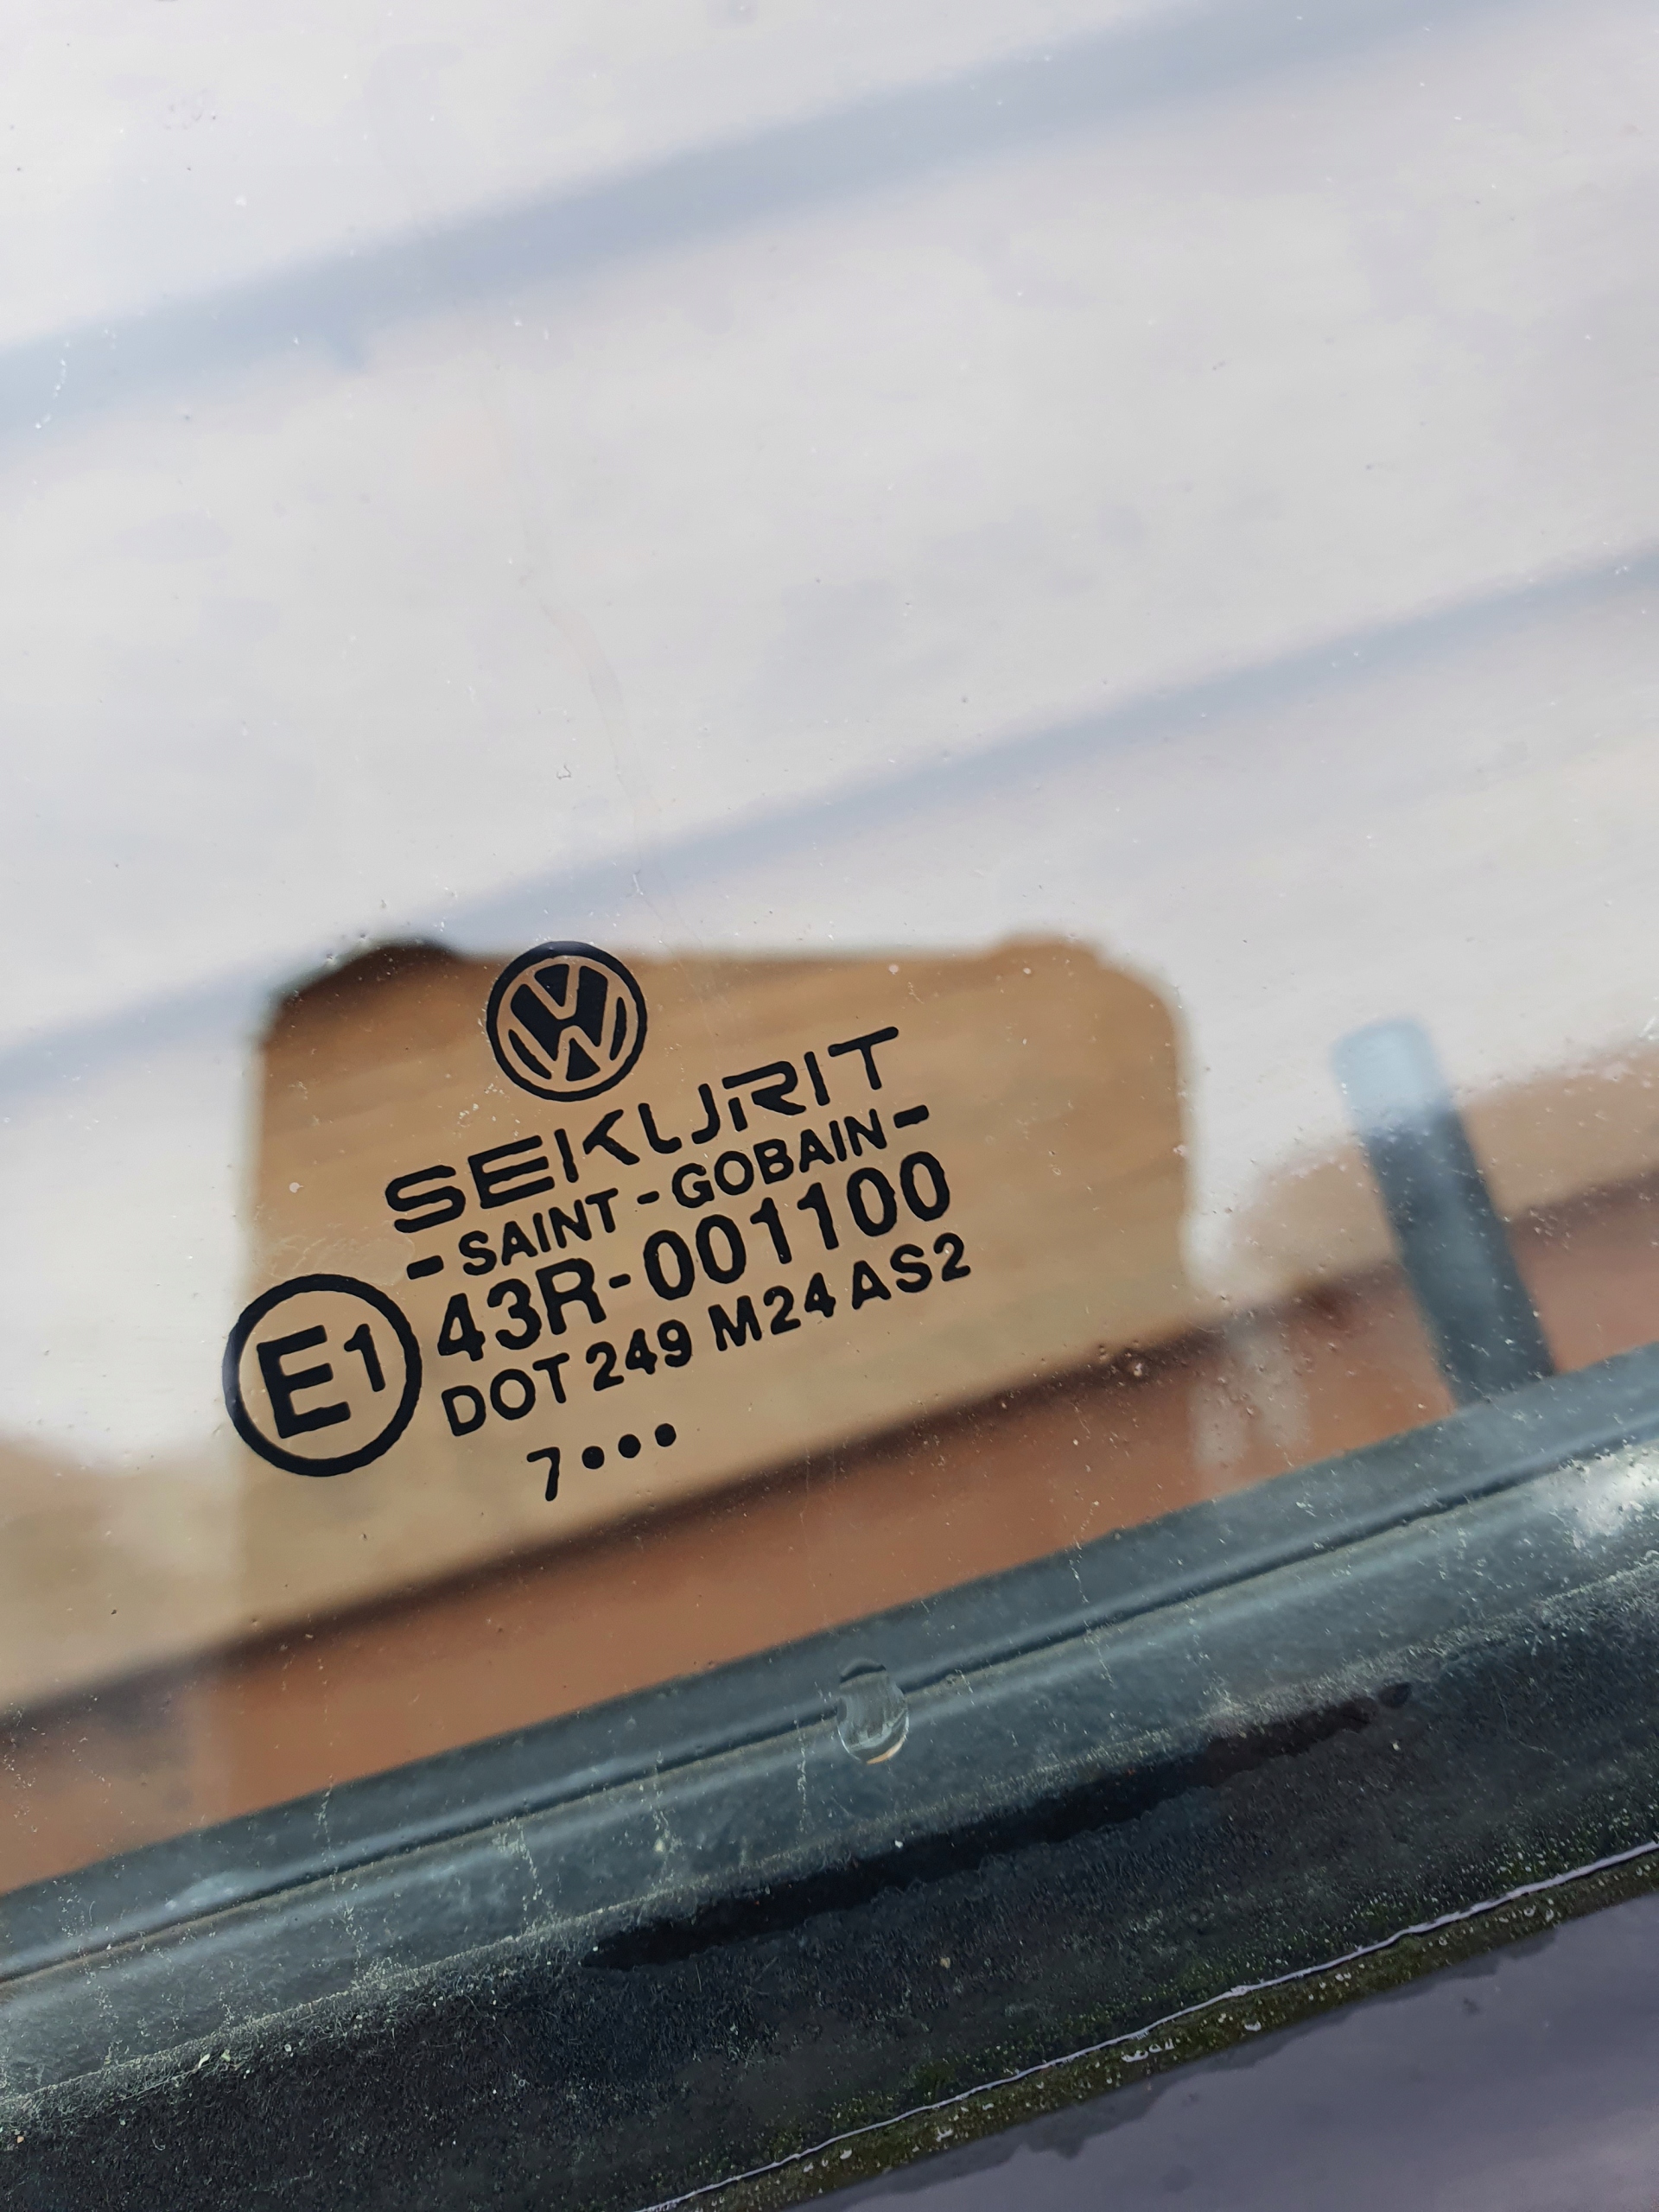 SEKURIT
- SAINT - GOBAIN -
E1 43R-001100
DOT 249 M24 AS2
7•••